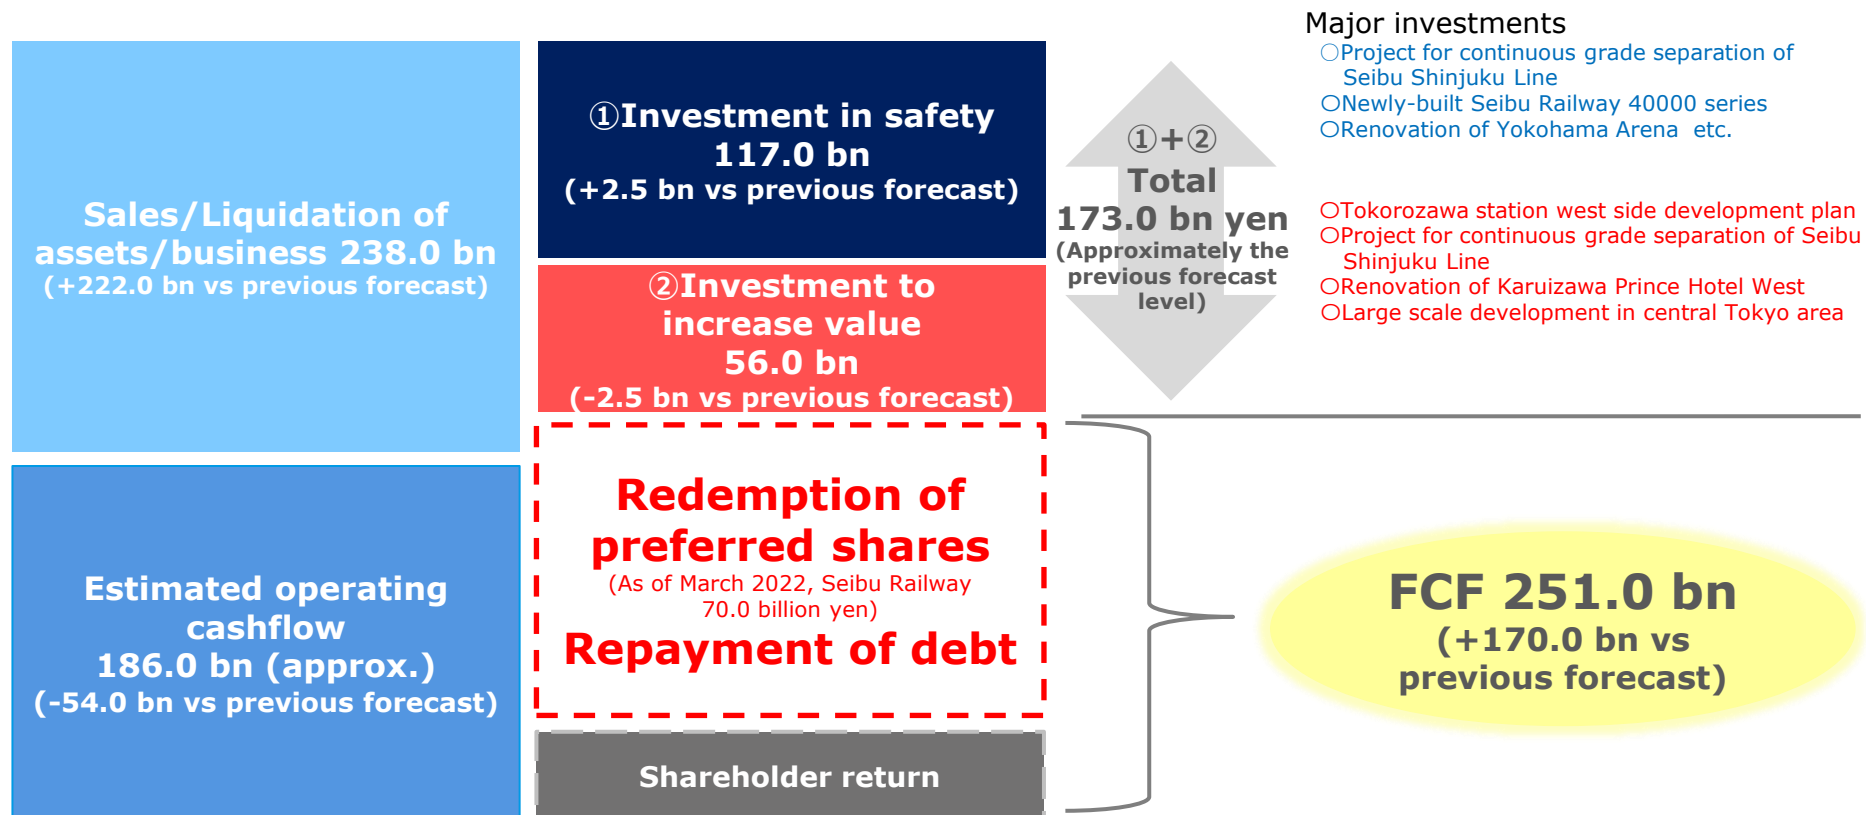 Sales/Liquidation of
assets/business 238.0 bn
(+222.0 bn vs previous forecast)
Estimated operating
cashflow
186.0 bn (approx.)
(-54.0 bn vs previous forecast)
①Investment in safety
117.0 bn
(+2.5 bn vs previous forecast)
②Investment to
increase value
56.0 bn
(-2.5 bn vs previous forecast)
Redemption of
preferred shares
(As of March 2022, Seibu Railway
70.0 billion yen)
Repayment of debt
Shareholder return
①+②
Total
173.0 bn yen
(Approximately the
previous forecast
level)
Major investments
○Project for continuous grade separation of
Seibu Shinjuku Line
○Newly-built Seibu Railway 40000 series
○Renovation of Yokohama Arena etc.
○Tokorozawa station west side development plan
○Project for continuous grade separation of Seibu
Shinjuku Line
○Renovation of Karuizawa Prince Hotel West
○Large scale development in central Tokyo area
FCF 251.0 bn
(+170.0 bn vs
previous forecast)